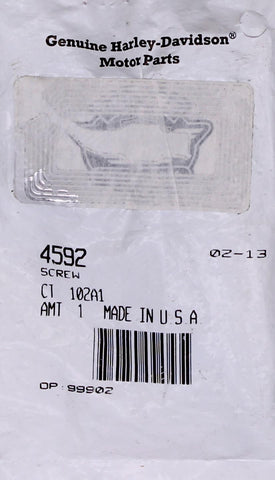 Genuine Harley-Davidson®
Motor Parts
4592 02-13
SCREW
CT 102A1
AMT 1 MADE IN U S A
OP: 99902